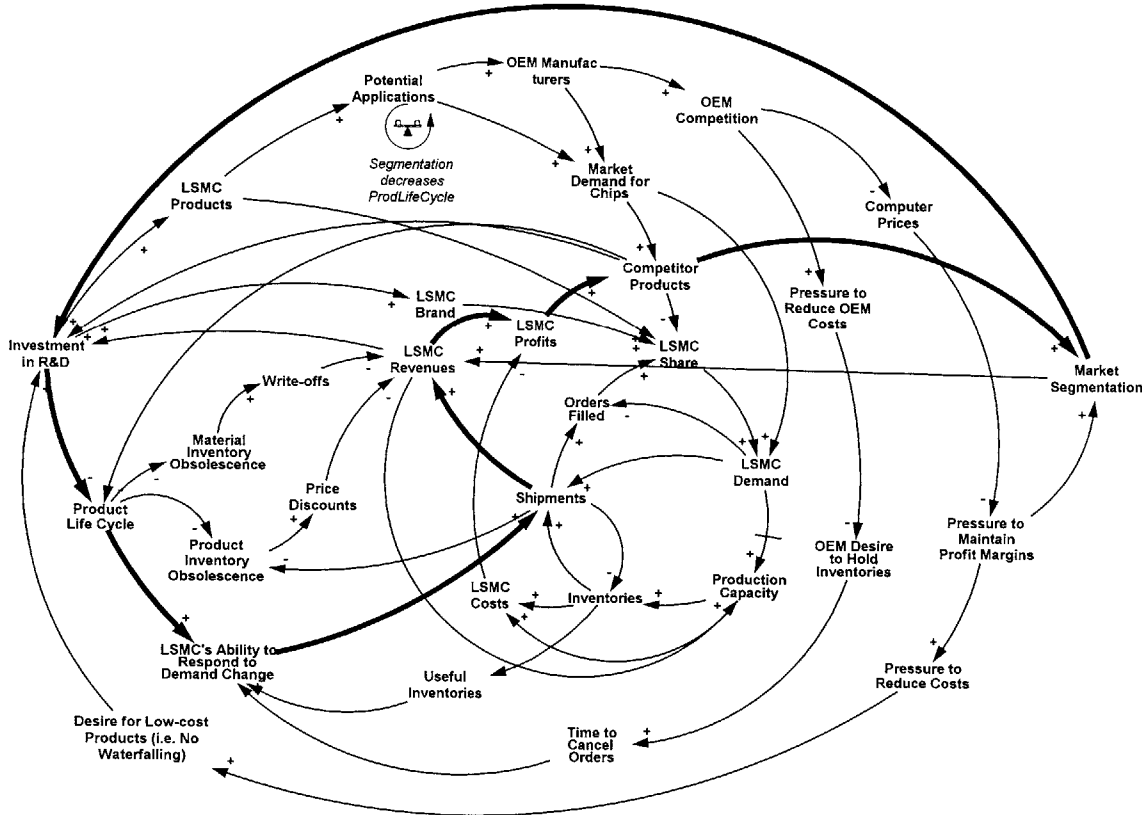 OEM Manufac
turers
Potential
Applications
OEM
Competition
Segmentation
decreases
ProdLifeCycle
Market
Demand for
Chips
LSMC
Products
Computer
Prices
Competitor
Products
LSMC
Brand
LSMC
Profits
Pressure to
Reduce OEM
Costs
Investment
in R&D
LSMC
Revenues
LSMC
Share
Market
Segmentation
Write-offs
Orders
Filled
Material
Inventory
Obsolescence
LSMC
Demand
Price
Discounts
Shipments
Product
Life Cycle
Product
Inventory
Obsolescence
Pressure to
Maintain
Profit Margins
OEM Desire
to Hold
Inventories
LSMC
Costs
Inventories
Production
Capacity
LSMC's Ability to
Respond to
Demand Change
Useful
Inventories
Pressure to
Reduce Costs
Desire for Low-cost
Products (i.e. No
Waterfalling)
Time to
Cancel
Orders